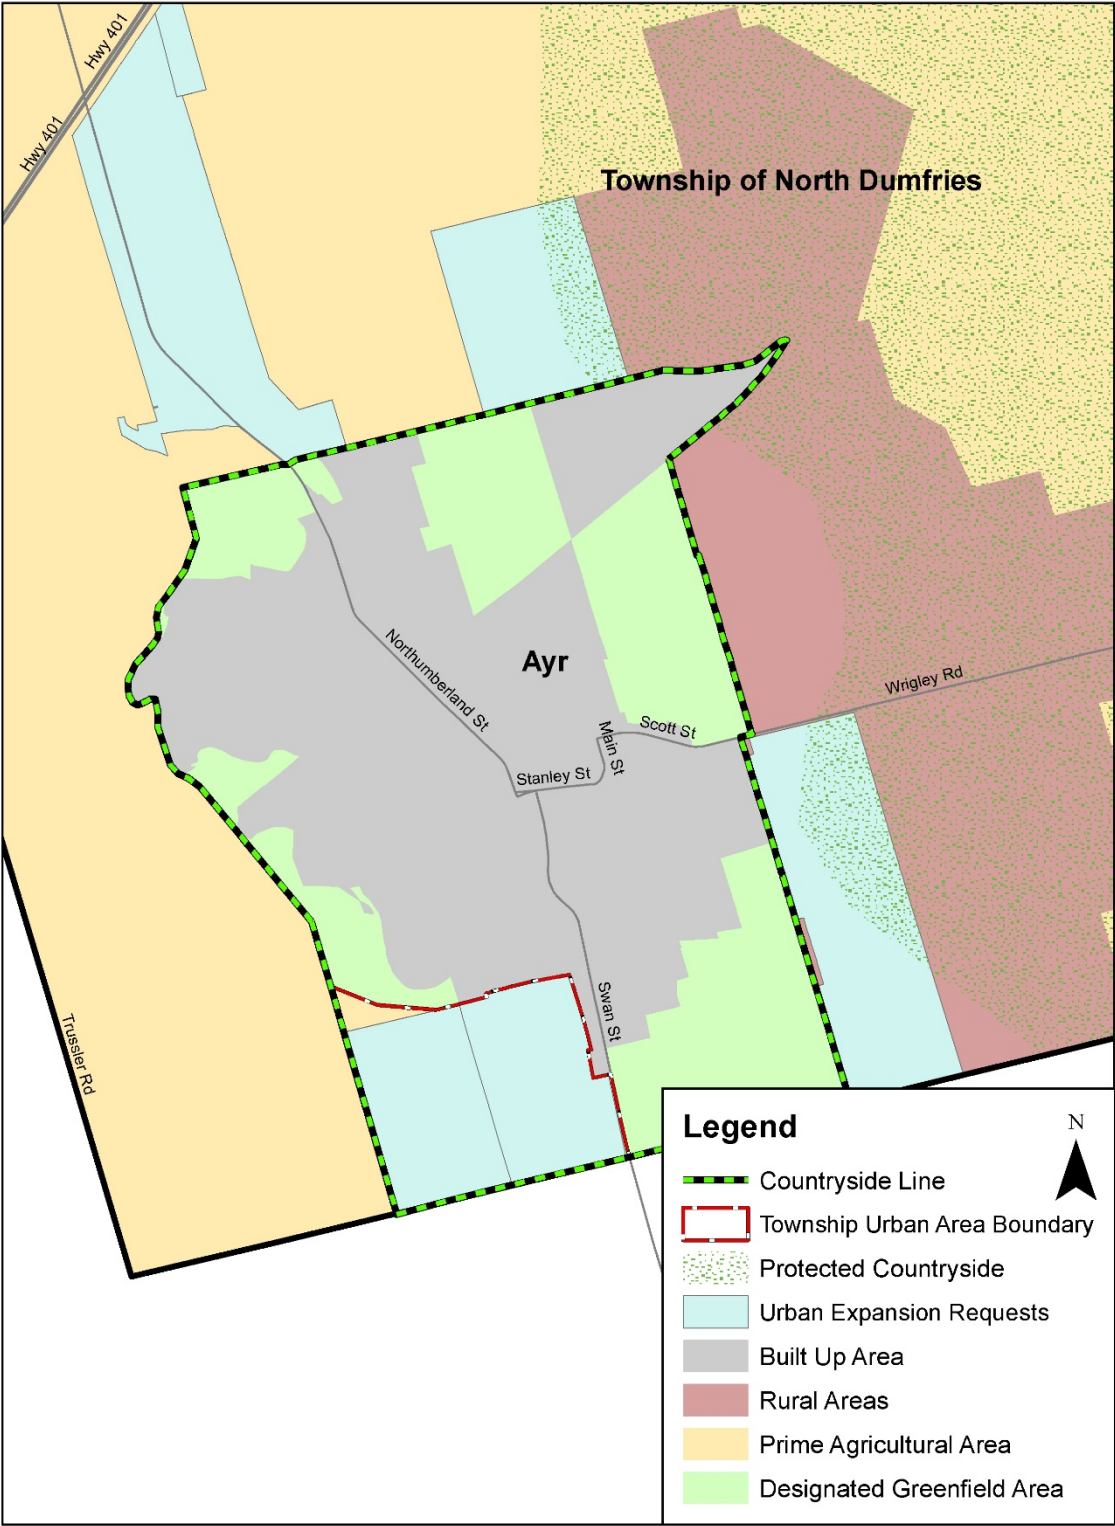 Hwy 401
Hwy 401
Township of North Dumfries
Ayr
Northumberland St
Wrigley Rd
Scott St
Main St
Stanley St
Swan St
Trussler Rd
Legend
N
Countryside Line
Township Urban Area Boundary
Protected Countryside
Urban Expansion Requests
Built Up Area
Rural Areas
Prime Agricultural Area
Designated Greenfield Area